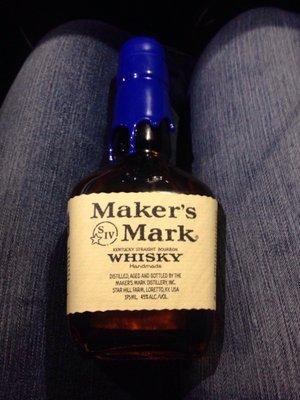 Maker's
S IV
Mark
KENTUCKY STRAIGHT BOURBON
WHISKY
Handmade
DISTILLED, AGED AND BOTTLED BY THE
MAKER'S MARK DISTILLERY, INC.
STAR HILL FARM, LORETTO, KY. USA
375ML. 45% ALC./VOL.